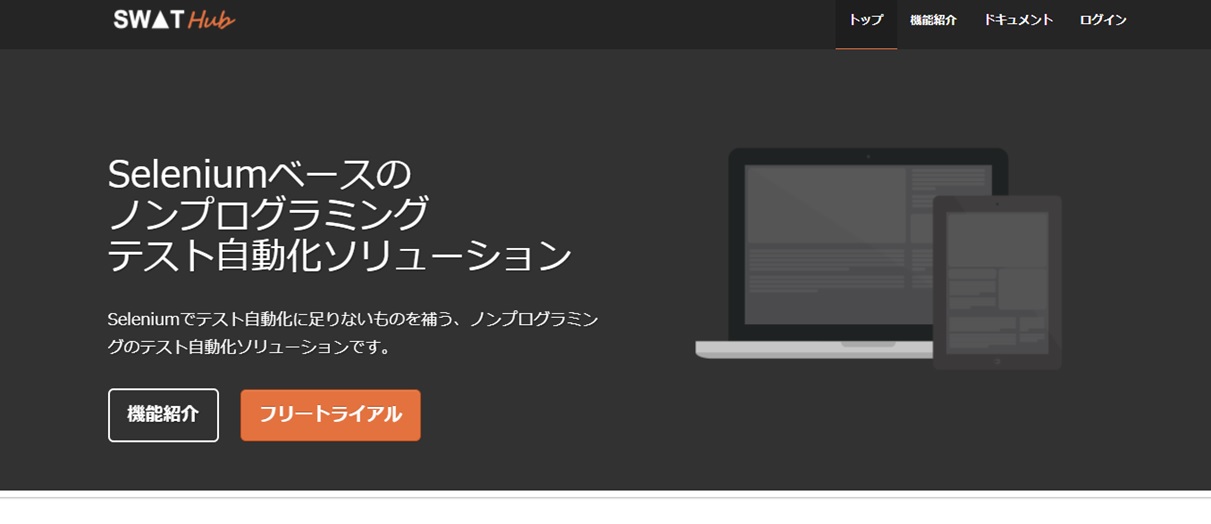 SWAT Hub
トップ
機能紹介
ドキュメント
ログイン
Seleniumベースの
ノンプログラミング
テスト自動化ソリューション
Seleniumでテスト自動化に足りないものを補う、ノンプログラミン
グのテスト自動化ソリューションです。
機能紹介
フリートライアル